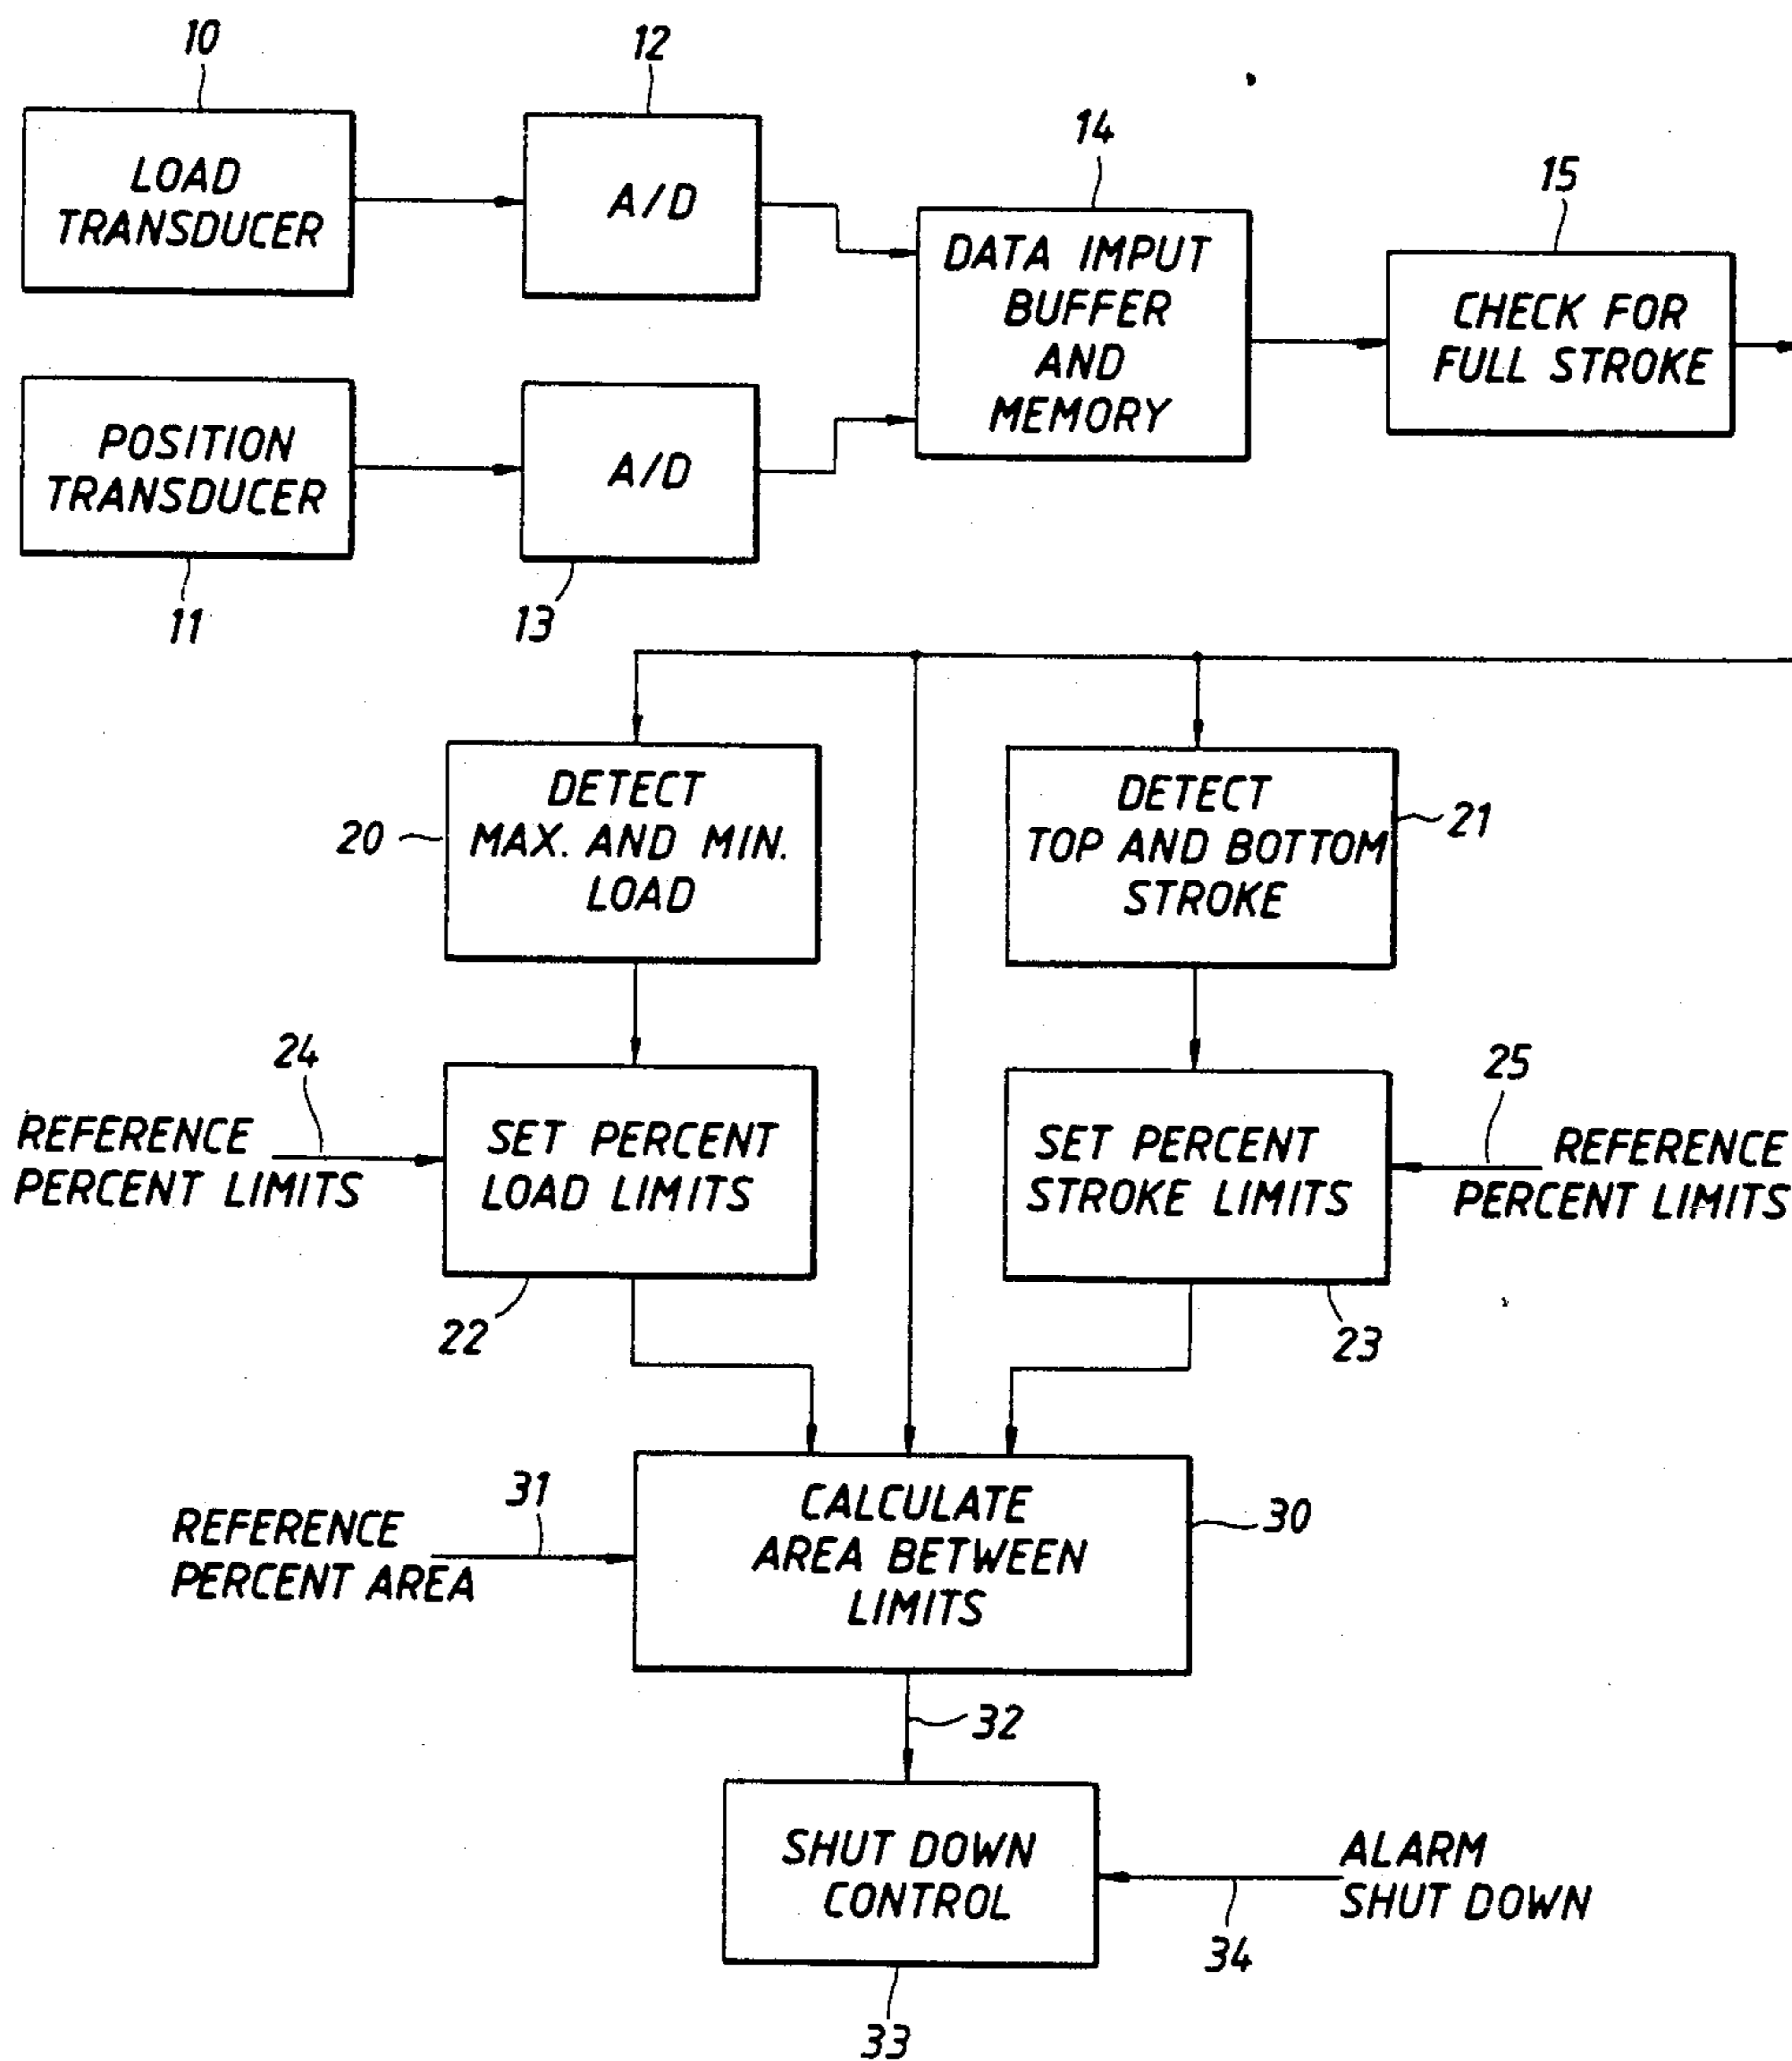 10
12
14
15
LOAD
TRANSDUCER
A/D
DATA IMPUT
BUFFER
AND
MEMORY
CHECK FOR
FULL STROKE
POSITION
TRANSDUCER
A/D
11
13
DETECT
MAX. AND MIN.
LOAD
20
DETECT
TOP AND BOTTOM
STROKE
21
24
REFERENCE
PERCENT LIMITS
SET PERCENT
LOAD LIMITS
SET PERCENT
STROKE LIMITS
25
REFERENCE
PERCENT LIMITS
22
23
31
REFERENCE
PERCENT AREA
CALCULATE
AREA BETWEEN
LIMITS
30
32
SHUT DOWN
CONTROL
ALARM
SHUT DOWN
34
33